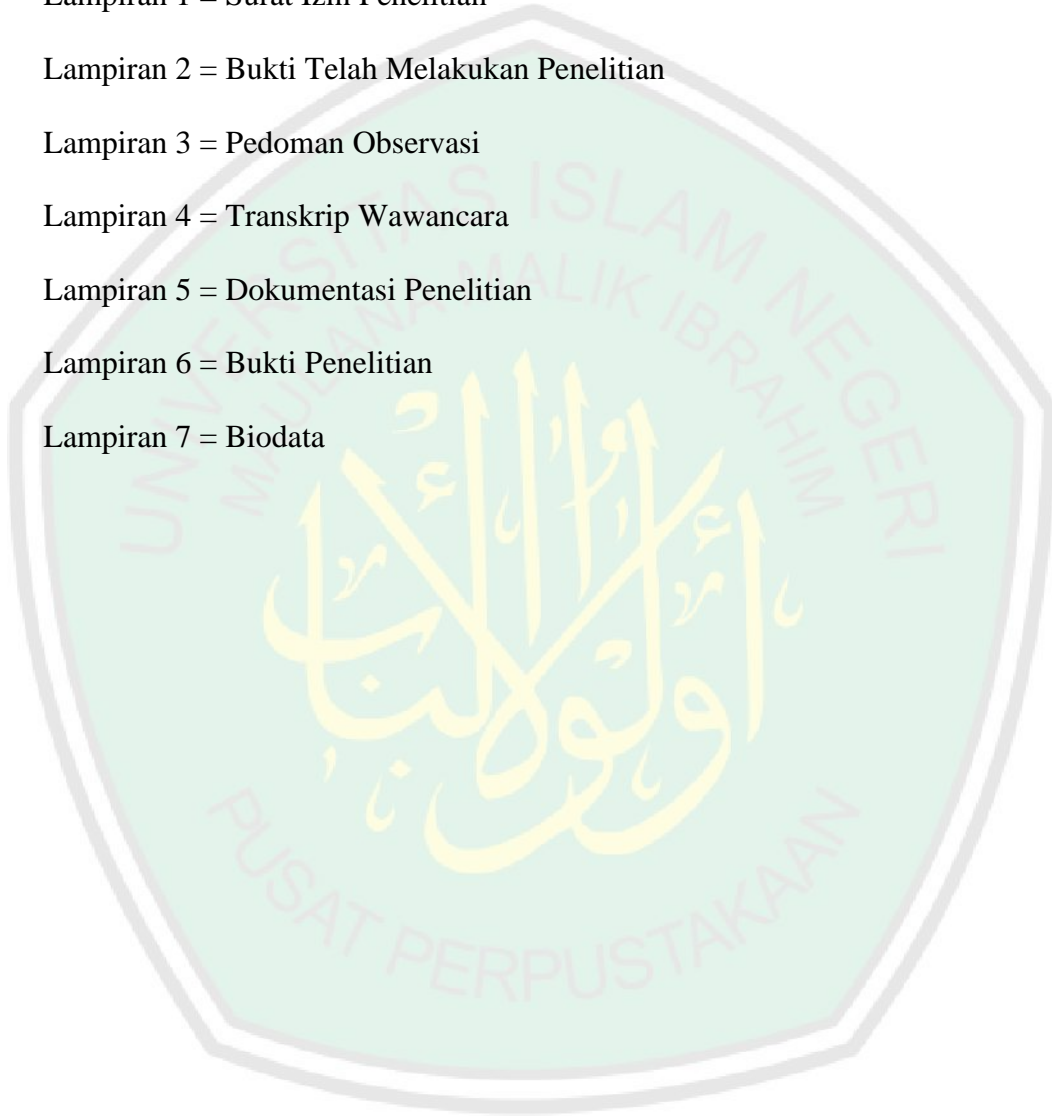 Lampiran 1 = Surat Izin Penelitian
Lampiran 2 = Bukti Telah Melakukan Penelitian
Lampiran 3 = Pedoman Observasi
Lampiran 4 = Transkrip Wawancara
Lampiran 5 = Dokumentasi Penelitian
Lampiran 6 = Bukti Penelitian
Lampiran 7 = Biodata
UNIVERSITAS ISLAM NEGERI
MAULANA MALIK IBRAHIM
أولوا الألباب
PUSAT PERPUSTAKAAN